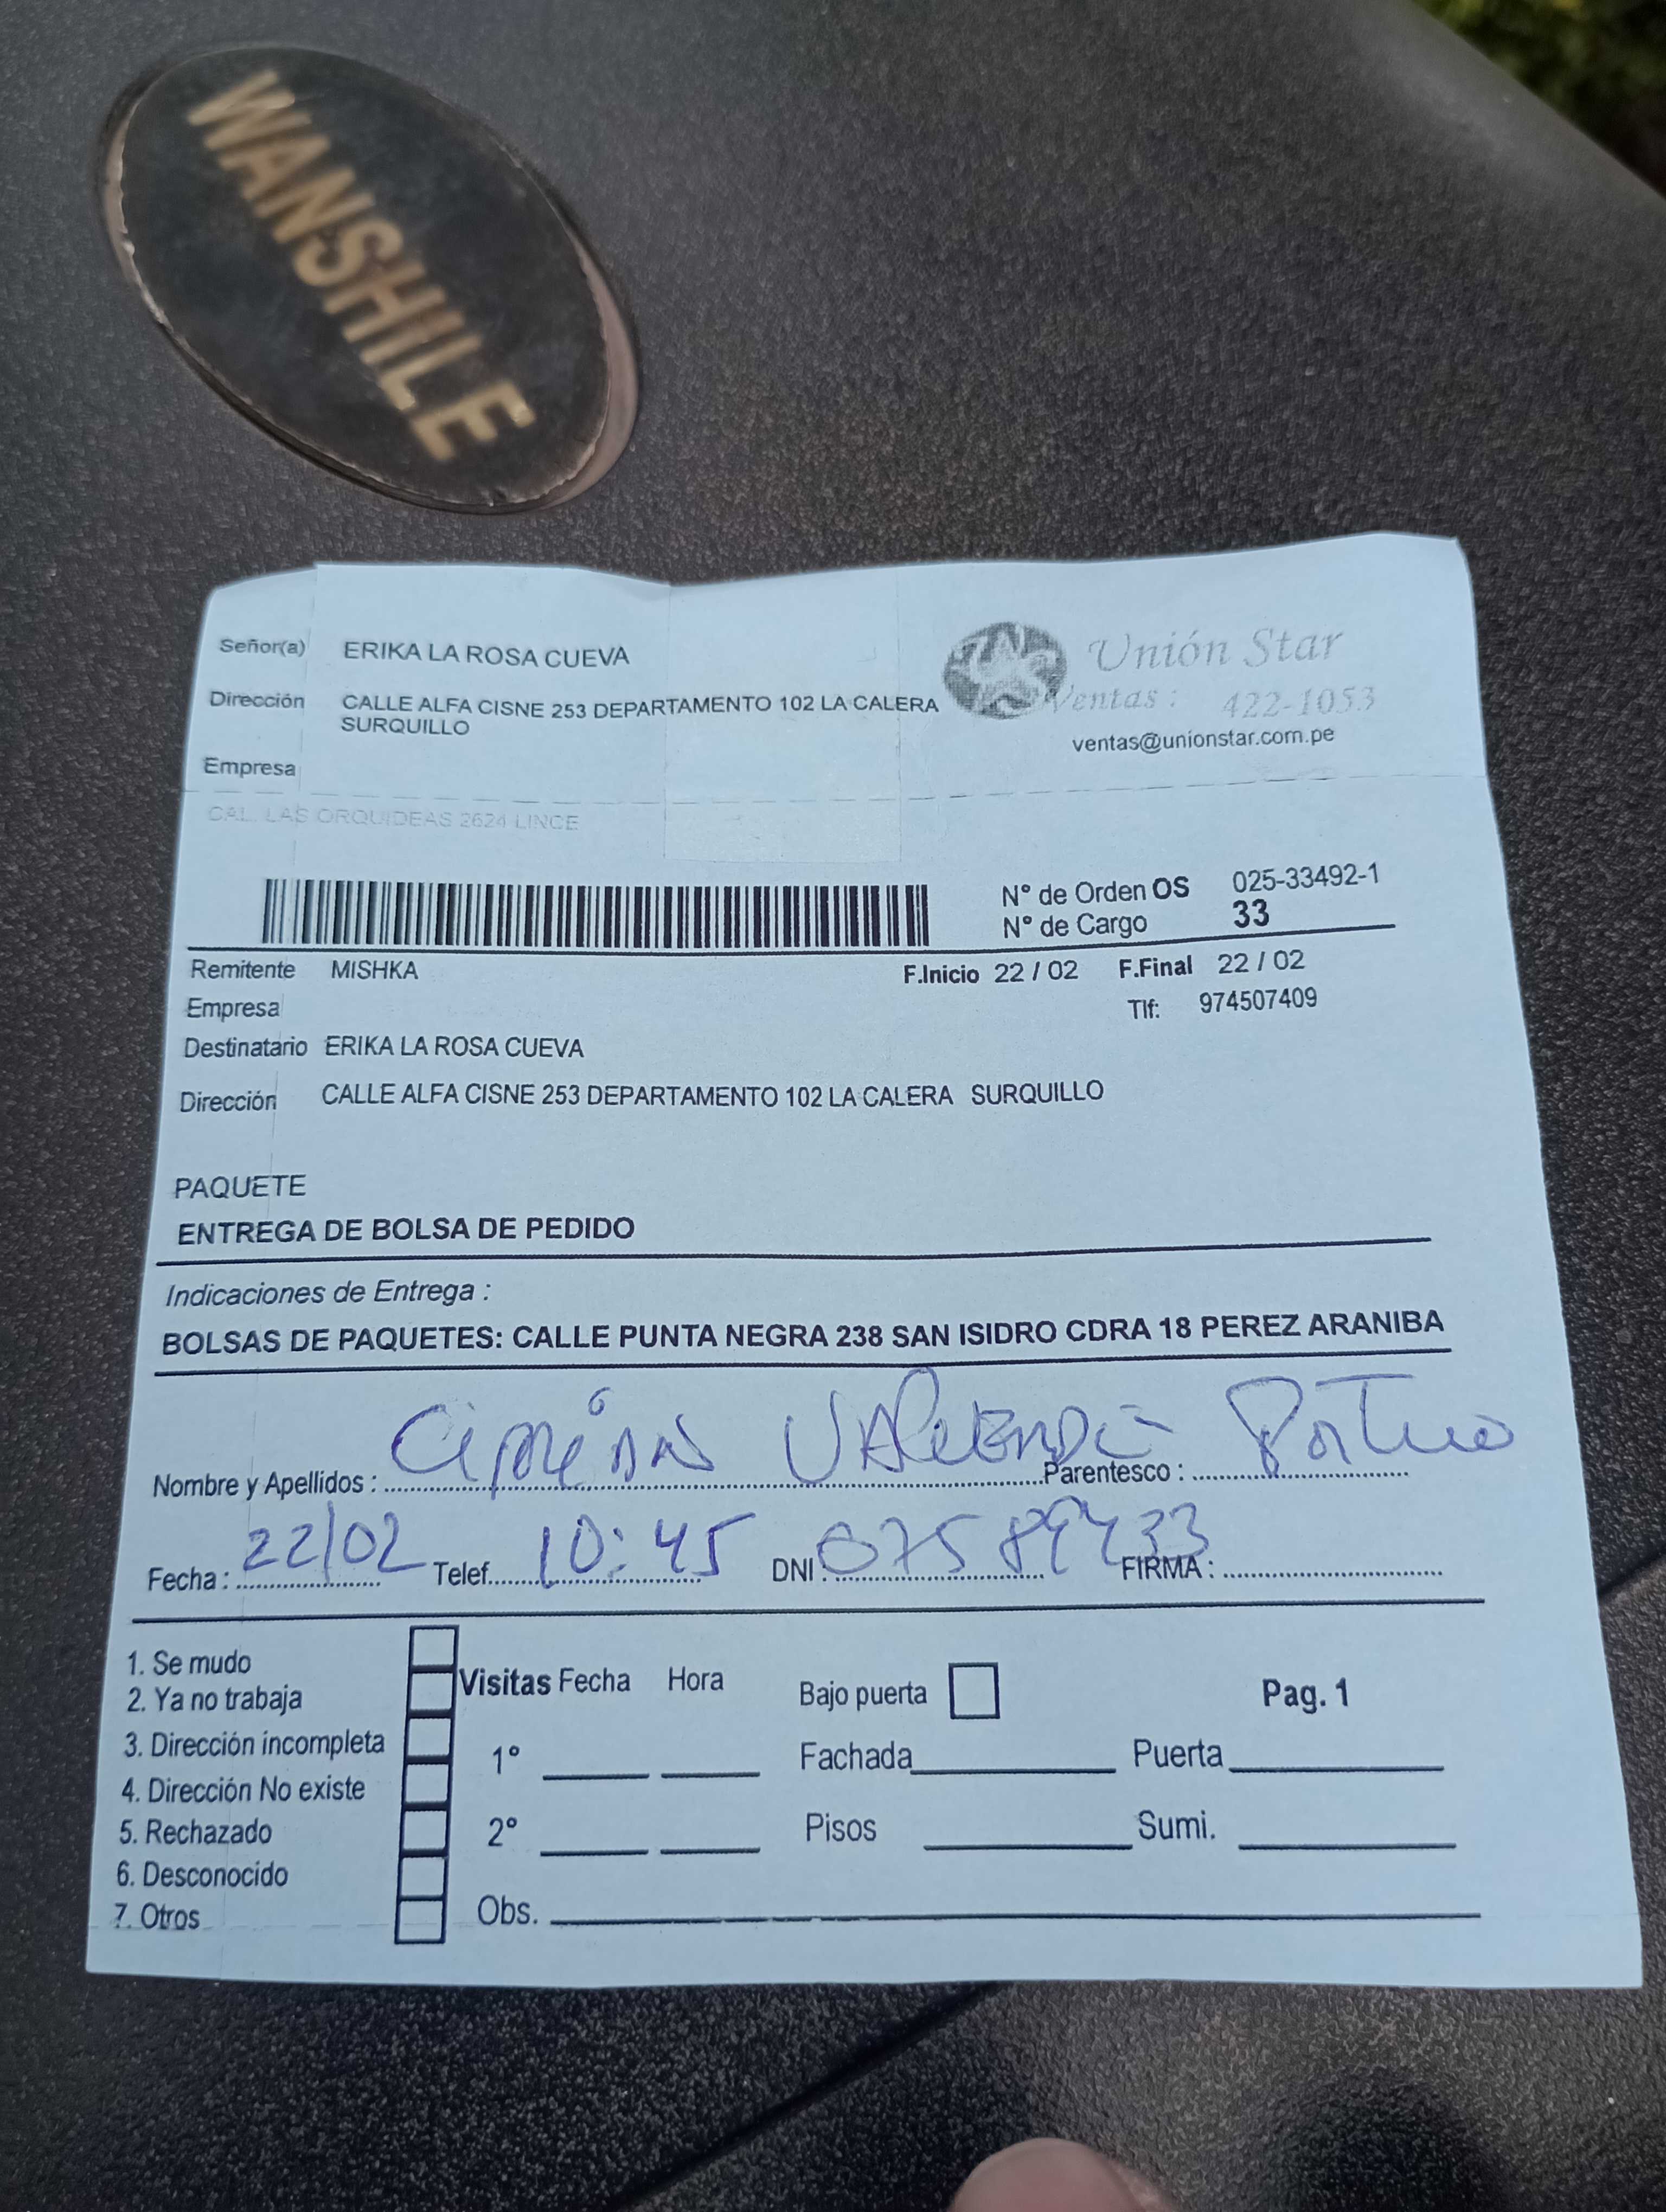 WANSHILE
Señor(a) ERIKA LA ROSA CUEVA
Unión Star
Dirección CALLE ALFA CISNE 253 DEPARTAMENTO 102 LA CALERA
SURQUILLO
Ventas : 422-1053
ventas@unionstar.com.pe
Empresa
CAL. LAS ORQUIDEAS 2624 LINCE
N° de Orden OS 025-33492-1
N° de Cargo 33
Remitente MISHKA F.Inicio 22 / 02 F.Final 22 / 02
Empresa Tlf: 974507409
Destinatario ERIKA LA ROSA CUEVA
Dirección CALLE ALFA CISNE 253 DEPARTAMENTO 102 LA CALERA SURQUILLO
PAQUETE
ENTREGA DE BOLSA DE PEDIDO
Indicaciones de Entrega :
BOLSAS DE PAQUETES: CALLE PUNTA NEGRA 238 SAN ISIDRO CDRA 18 PEREZ ARANIBA
Nombre y Apellidos : Parentesco :
Fecha : 22/02 Telef. 10:45 DNI : FIRMA :
1. Se mudo
2. Ya no trabaja
3. Dirección incompleta
4. Dirección No existe
5. Rechazado
6. Desconocido
7. Otros
Visitas Fecha Hora Bajo puerta Pag. 1
1° Fachada Puerta
2° Pisos Sumi.
Obs.